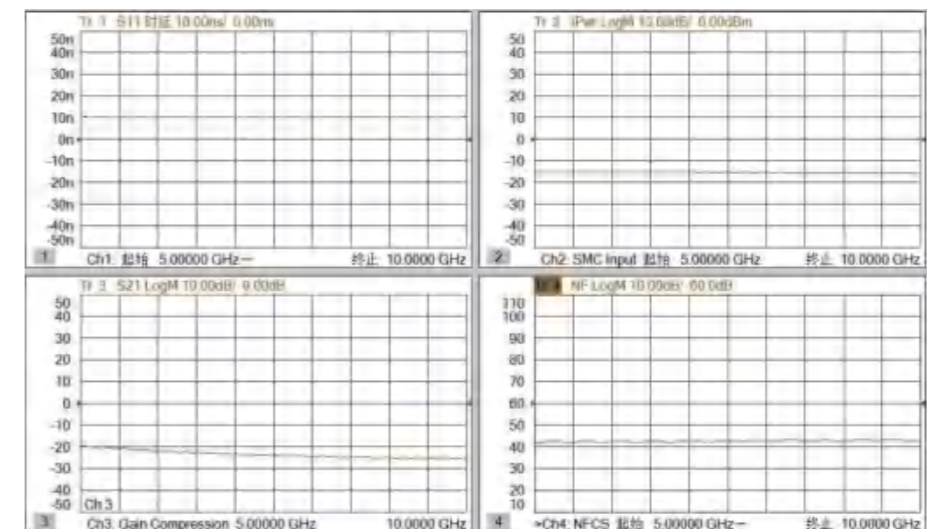 Tr 1 S11 时延 10.00ns/ 0.00ns
50n
40n
30n
20n
10n
0n
-10n
-20n
-30n
-40n
-50n
1 Ch1: 起始 5.00000 GHz 终止 10.0000 GHz
Tr 2 IPwr LogM 10.00dB/ 0.00dBm
50
40
30
20
10
0
-10
-20
-30
-40
-50
2 Ch2: SMC Input 起始 5.00000 GHz 终止 10.0000 GHz
Tr 3 S21 LogM 10.00dB/ 0.00dB
50
40
30
20
10
0
-10
-20
-30
-40
-50
Ch 3
3 Ch3: Gain Compression 5.00000 GHz 10.0000 GHz
NF LogM 10.00dB/ 60.0dB
110
100
90
80
70
60
50
40
30
20
10
4 >Ch4: NFCS 起始 5.00000 GHz 终止 10.0000 GHz